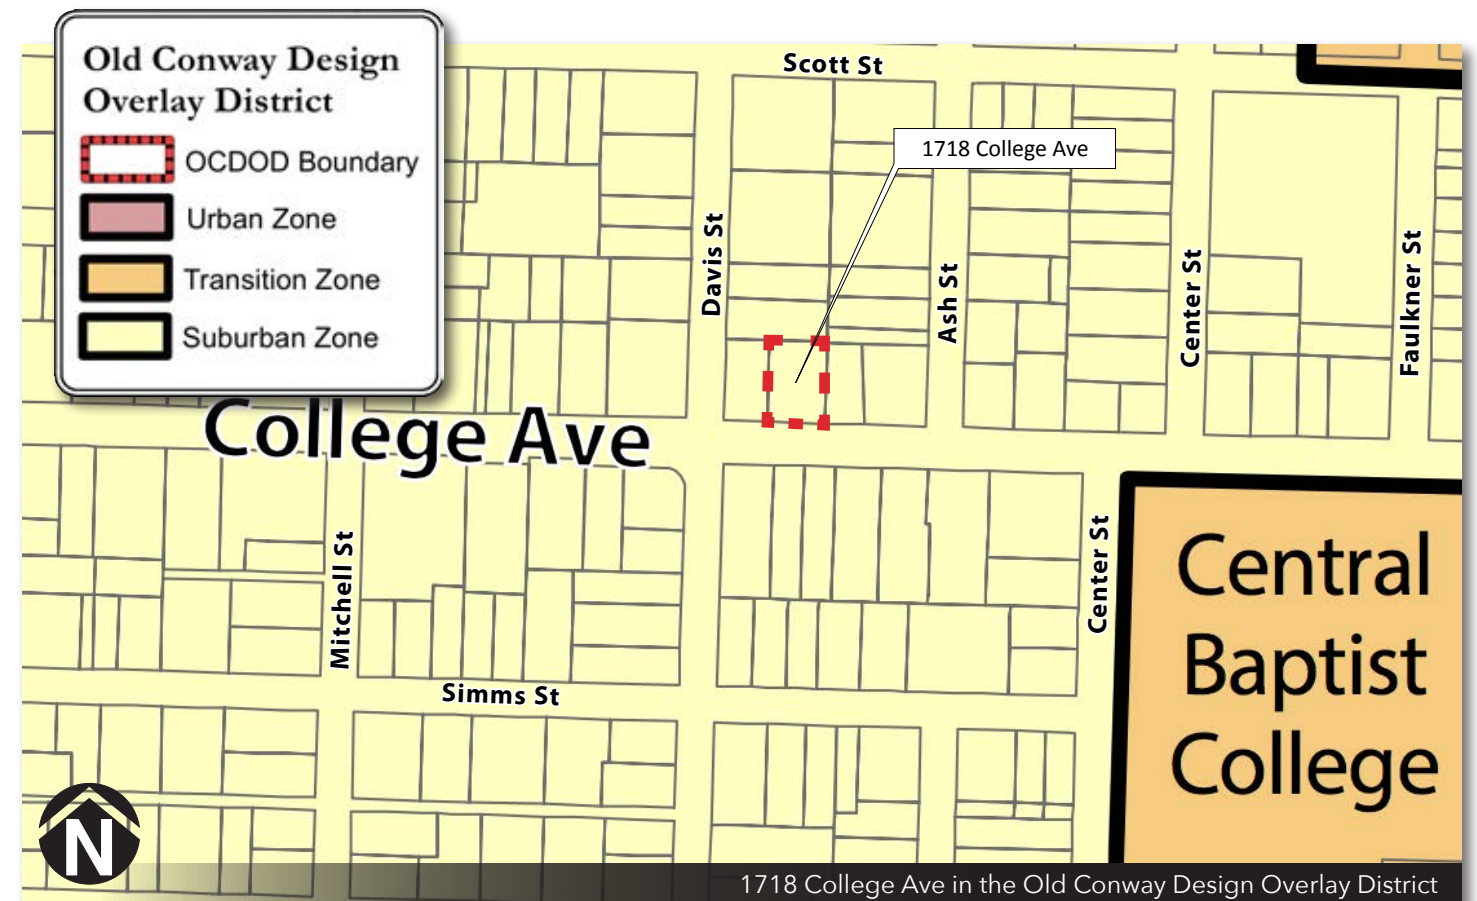 Old Conway Design
Overlay District
OCDOD Boundary
Urban Zone
Transition Zone
Suburban Zone
Scott St
1718 College Ave
Davis St
Ash St
Center St
Faulkner St
College Ave
Mitchell St
Center St
Simms St
Central
Baptist
College
N
1718 College Ave in the Old Conway Design Overlay District